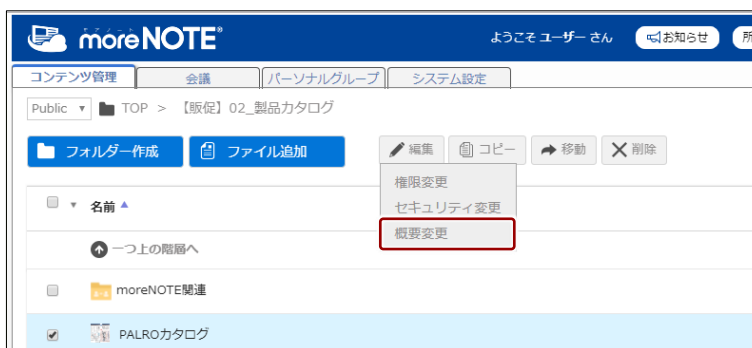 モアノート
moreNOTE®
ようこそ ユーザー さん
お知らせ
所
コンテンツ管理
会議
パーソナルグループ
システム設定
Public ▼ TOP > 【販促】02_製品カタログ
フォルダー作成
ファイル追加
編集
コピー
移動
削除
権限変更
セキュリティ変更
概要変更
名前
一つ上の階層へ
moreNOTE関連
PALROカタログ